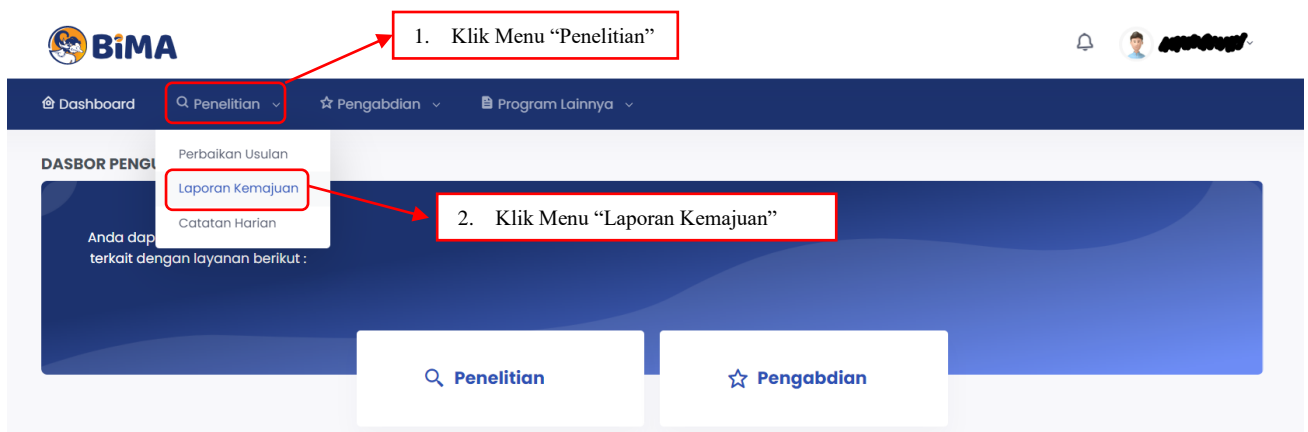 BiMA
1. Klik Menu “Penelitian”
Dashboard Penelitian Pengabdian Program Lainnya
Perbaikan Usulan
DASBOR PENGU
Laporan Kemajuan
2. Klik Menu “Laporan Kemajuan”
Catatan Harian
Anda dap
terkait dengan layanan berikut :
Penelitian Pengabdian